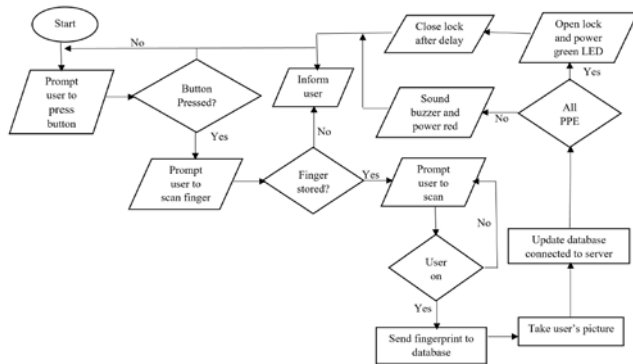 Start
No
Prompt
user to
press
button
Button
Pressed?
Yes
Prompt
user to
scan finger
Finger
stored?
No
Inform
user
Yes
Prompt
user to
scan
No
User
on
Yes
Send fingerprint to
database
Take user's picture
Update database
connected to server
All
PPE
No
Sound
buzzer and
power red
Yes
Open lock
and power
green LED
Close lock
after delay